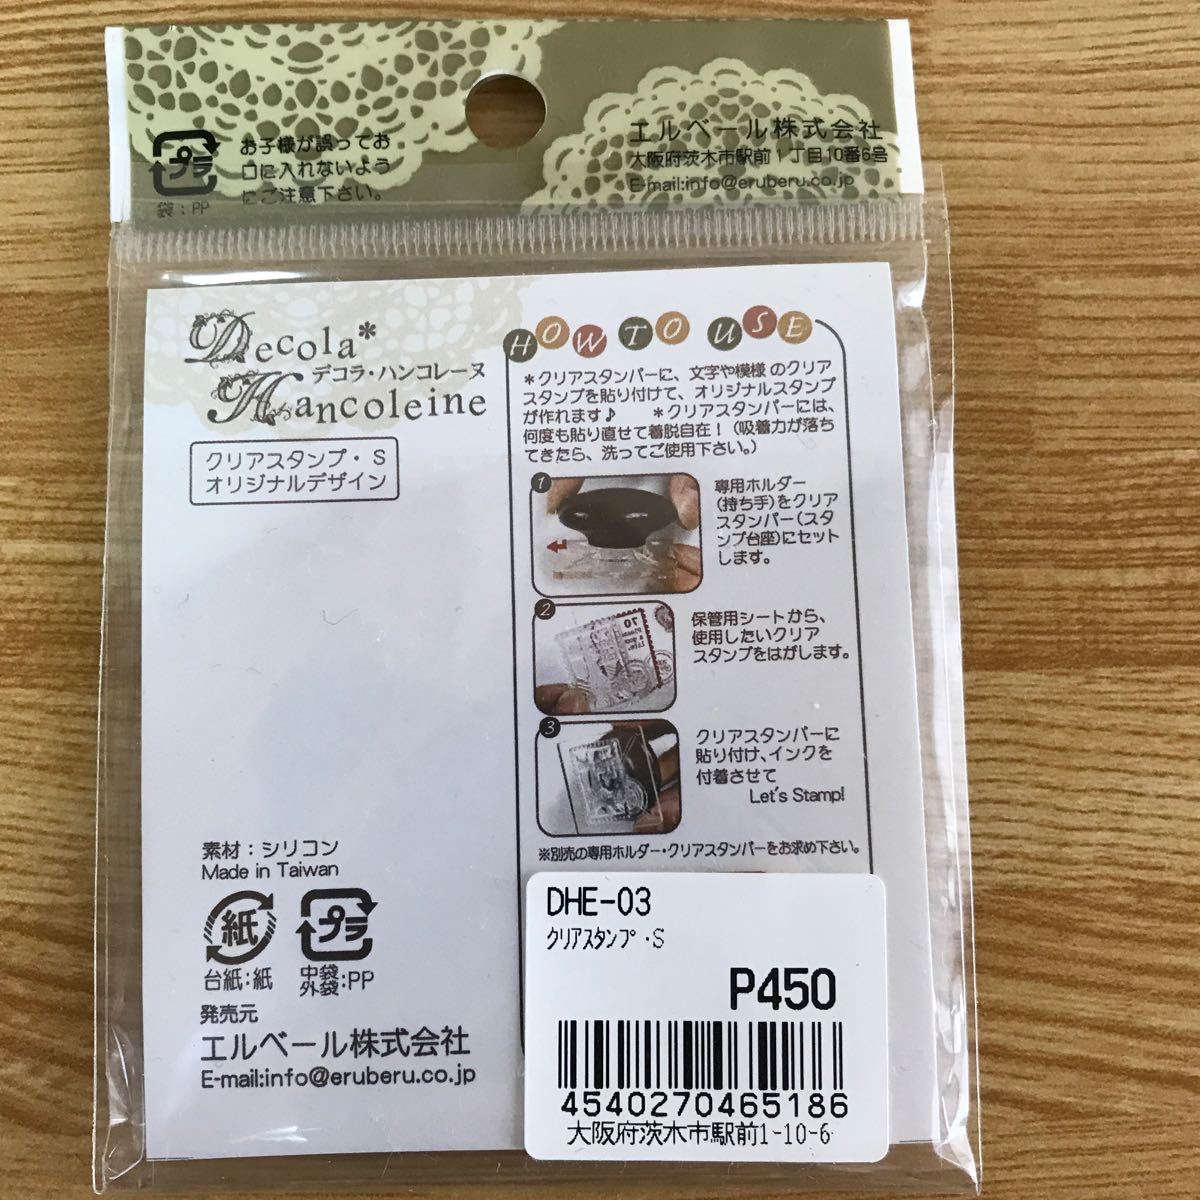 プラ
袋：PP
お子様が誤ってお
口に入れないよう
にご注意下さい。
エルベール株式会社
大阪府茨木市駅前1丁目10番6号
E-mail:info@eruberu.co.jp
Decola*
デコラ・ハンコレーヌ
Hancoleine
クリアスタンプ・S
オリジナルデザイン
HOW TO USE
＊クリアスタンパーに、文字や模様のクリア
スタンプを貼り付けて、オリジナルスタンプ
が作れます♪　＊クリアスタンパーには、
何度も貼り直せて着脱自在！（吸着力が落ち
てきたら、洗ってご使用下さい。）
1
専用ホルダー
（持ち手）をクリア
スタンパー（スタ
ンプ台座）にセット
します。
2
70
保管用シートから、
使用したいクリア
スタンプをはがします。
3
クリアスタンパーに
貼り付け、インクを
付着させて
Let's Stamp!
※別売の専用ホルダー・クリアスタンパーをお求め下さい。
素材：シリコン
Made in Taiwan
紙
台紙：紙
プラ
中袋
外袋：PP
発売元
エルベール株式会社
E-mail:info@eruberu.co.jp
DHE-03
ｸﾘｱｽﾀﾝﾌﾟ・S
P450
4540270465186
大阪府茨木市駅前1-10-6